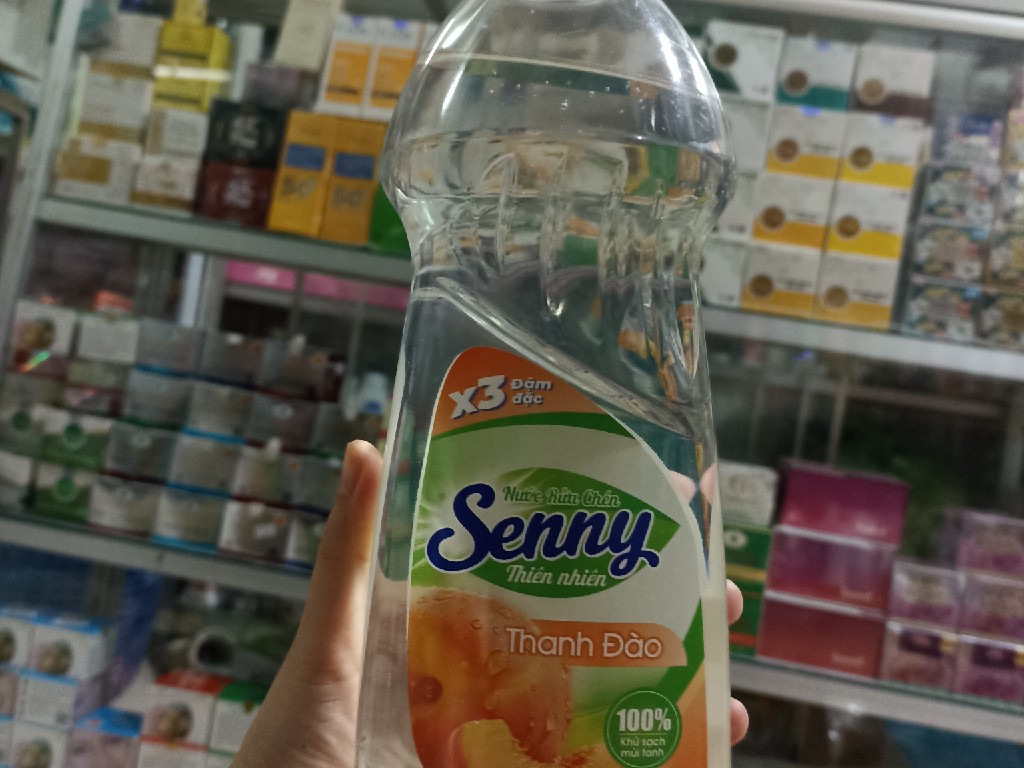 x3 Đậm
đặc
Nước Rửa Chén
Senny
Thiên nhiên
Thanh Đào
100%
Khử sạch
mùi tanh